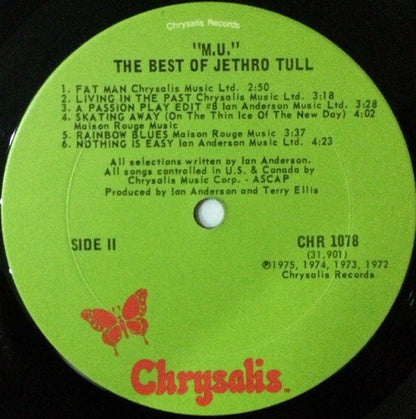 Chrysalis Records
"M.U."
THE BEST OF JETHRO TULL
1. FAT MAN Chrysalis Music Ltd. 2:50
2. LIVING IN THE PAST Chrysalis Music Ltd. 3:18
3. A PASSION PLAY EDIT #8 Ian Anderson Music Ltd. 3:28
4. SKATING AWAY (On The Thin Ice Of The New Day) 4:02
Maison Rouge Music
5. RAINBOW BLUES Maison Rouge Music 3:37
6. NOTHING IS EASY Ian Anderson Music Ltd. 4:23
All selections written by Ian Anderson.
All songs controlled in U.S. & Canada by
Chrysalis Music Corp. - ASCAP
Produced by Ian Anderson and Terry Ellis
SIDE II
CHR 1078
(31,901)
℗1975, 1974, 1973, 1972
Chrysalis Records
Chrysalis™